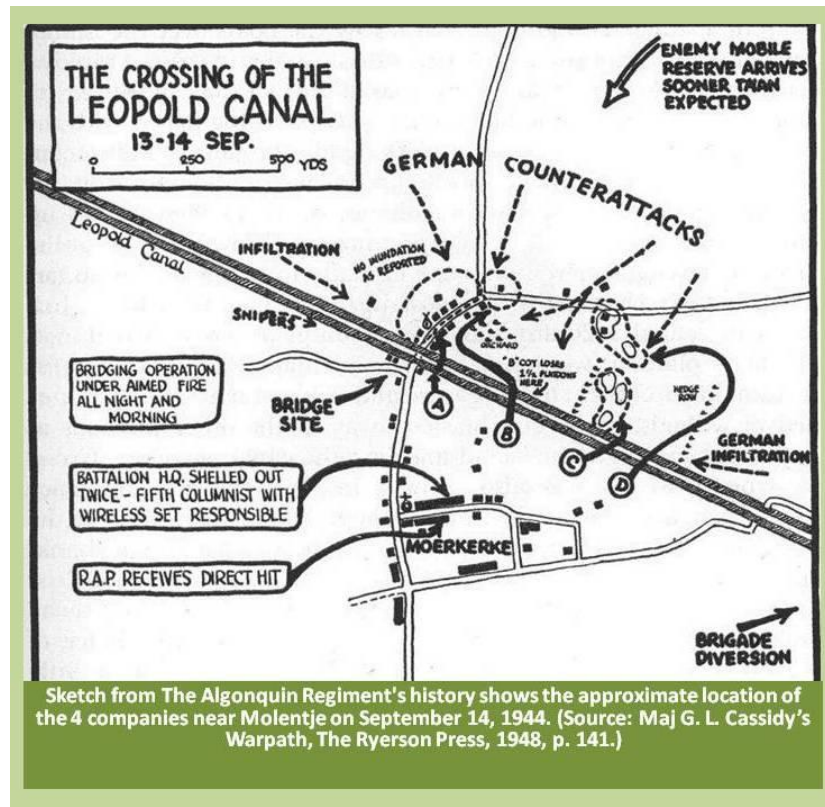 THE CROSSING OF THE
LEOPOLD CANAL
13-14 SEP.
0 250 500 YDS
ENEMY MOBILE
RESERVE ARRIVES
SOONER THAN
EXPECTED
GERMAN
COUNTERATTACKS
Leopold Canal
INFILTRATION
NO INUNDATION
AS REPORTED
SNIPERS
ORCHARD
"B" COY LOSES
1½ PLATOONS
HERE
HEDGE
ROW
BRIDGING OPERATION
UNDER AIMED FIRE
ALL NIGHT AND
MORNING
BRIDGE
SITE
A
B
C
D
GERMAN
INFILTRATION
BATTALION H.Q. SHELLED OUT
TWICE - FIFTH COLUMNIST WITH
WIRELESS SET RESPONSIBLE
MOERKERKE
R.A.P. RECEIVES DIRECT HIT
BRIGADE
DIVERSION
Sketch from The Algonquin Regiment's history shows the approximate location of
the 4 companies near Molentje on September 14, 1944. (Source: Maj G. L. Cassidy's
Warpath, The Ryerson Press, 1948, p. 141.)